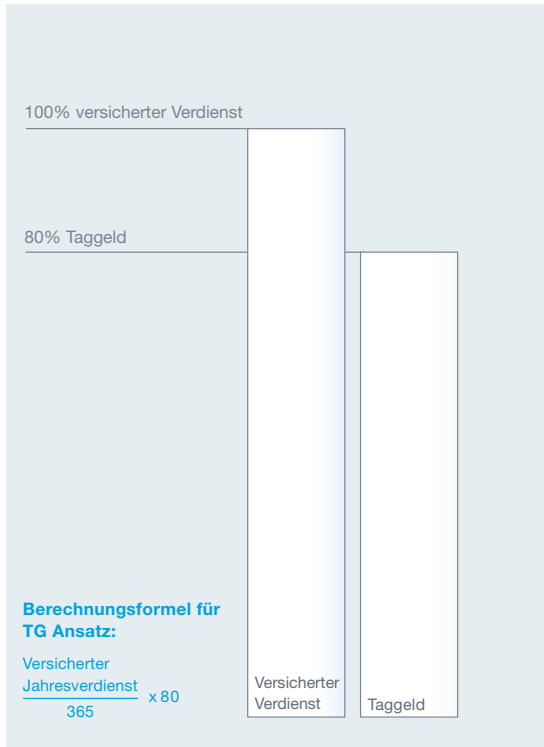 100% versicherter Verdienst
80% Taggeld
Berechnungsformel für
TG Ansatz:
Versicherter
Jahresverdienst
365
x 80
Versicherter
Verdienst
Taggeld